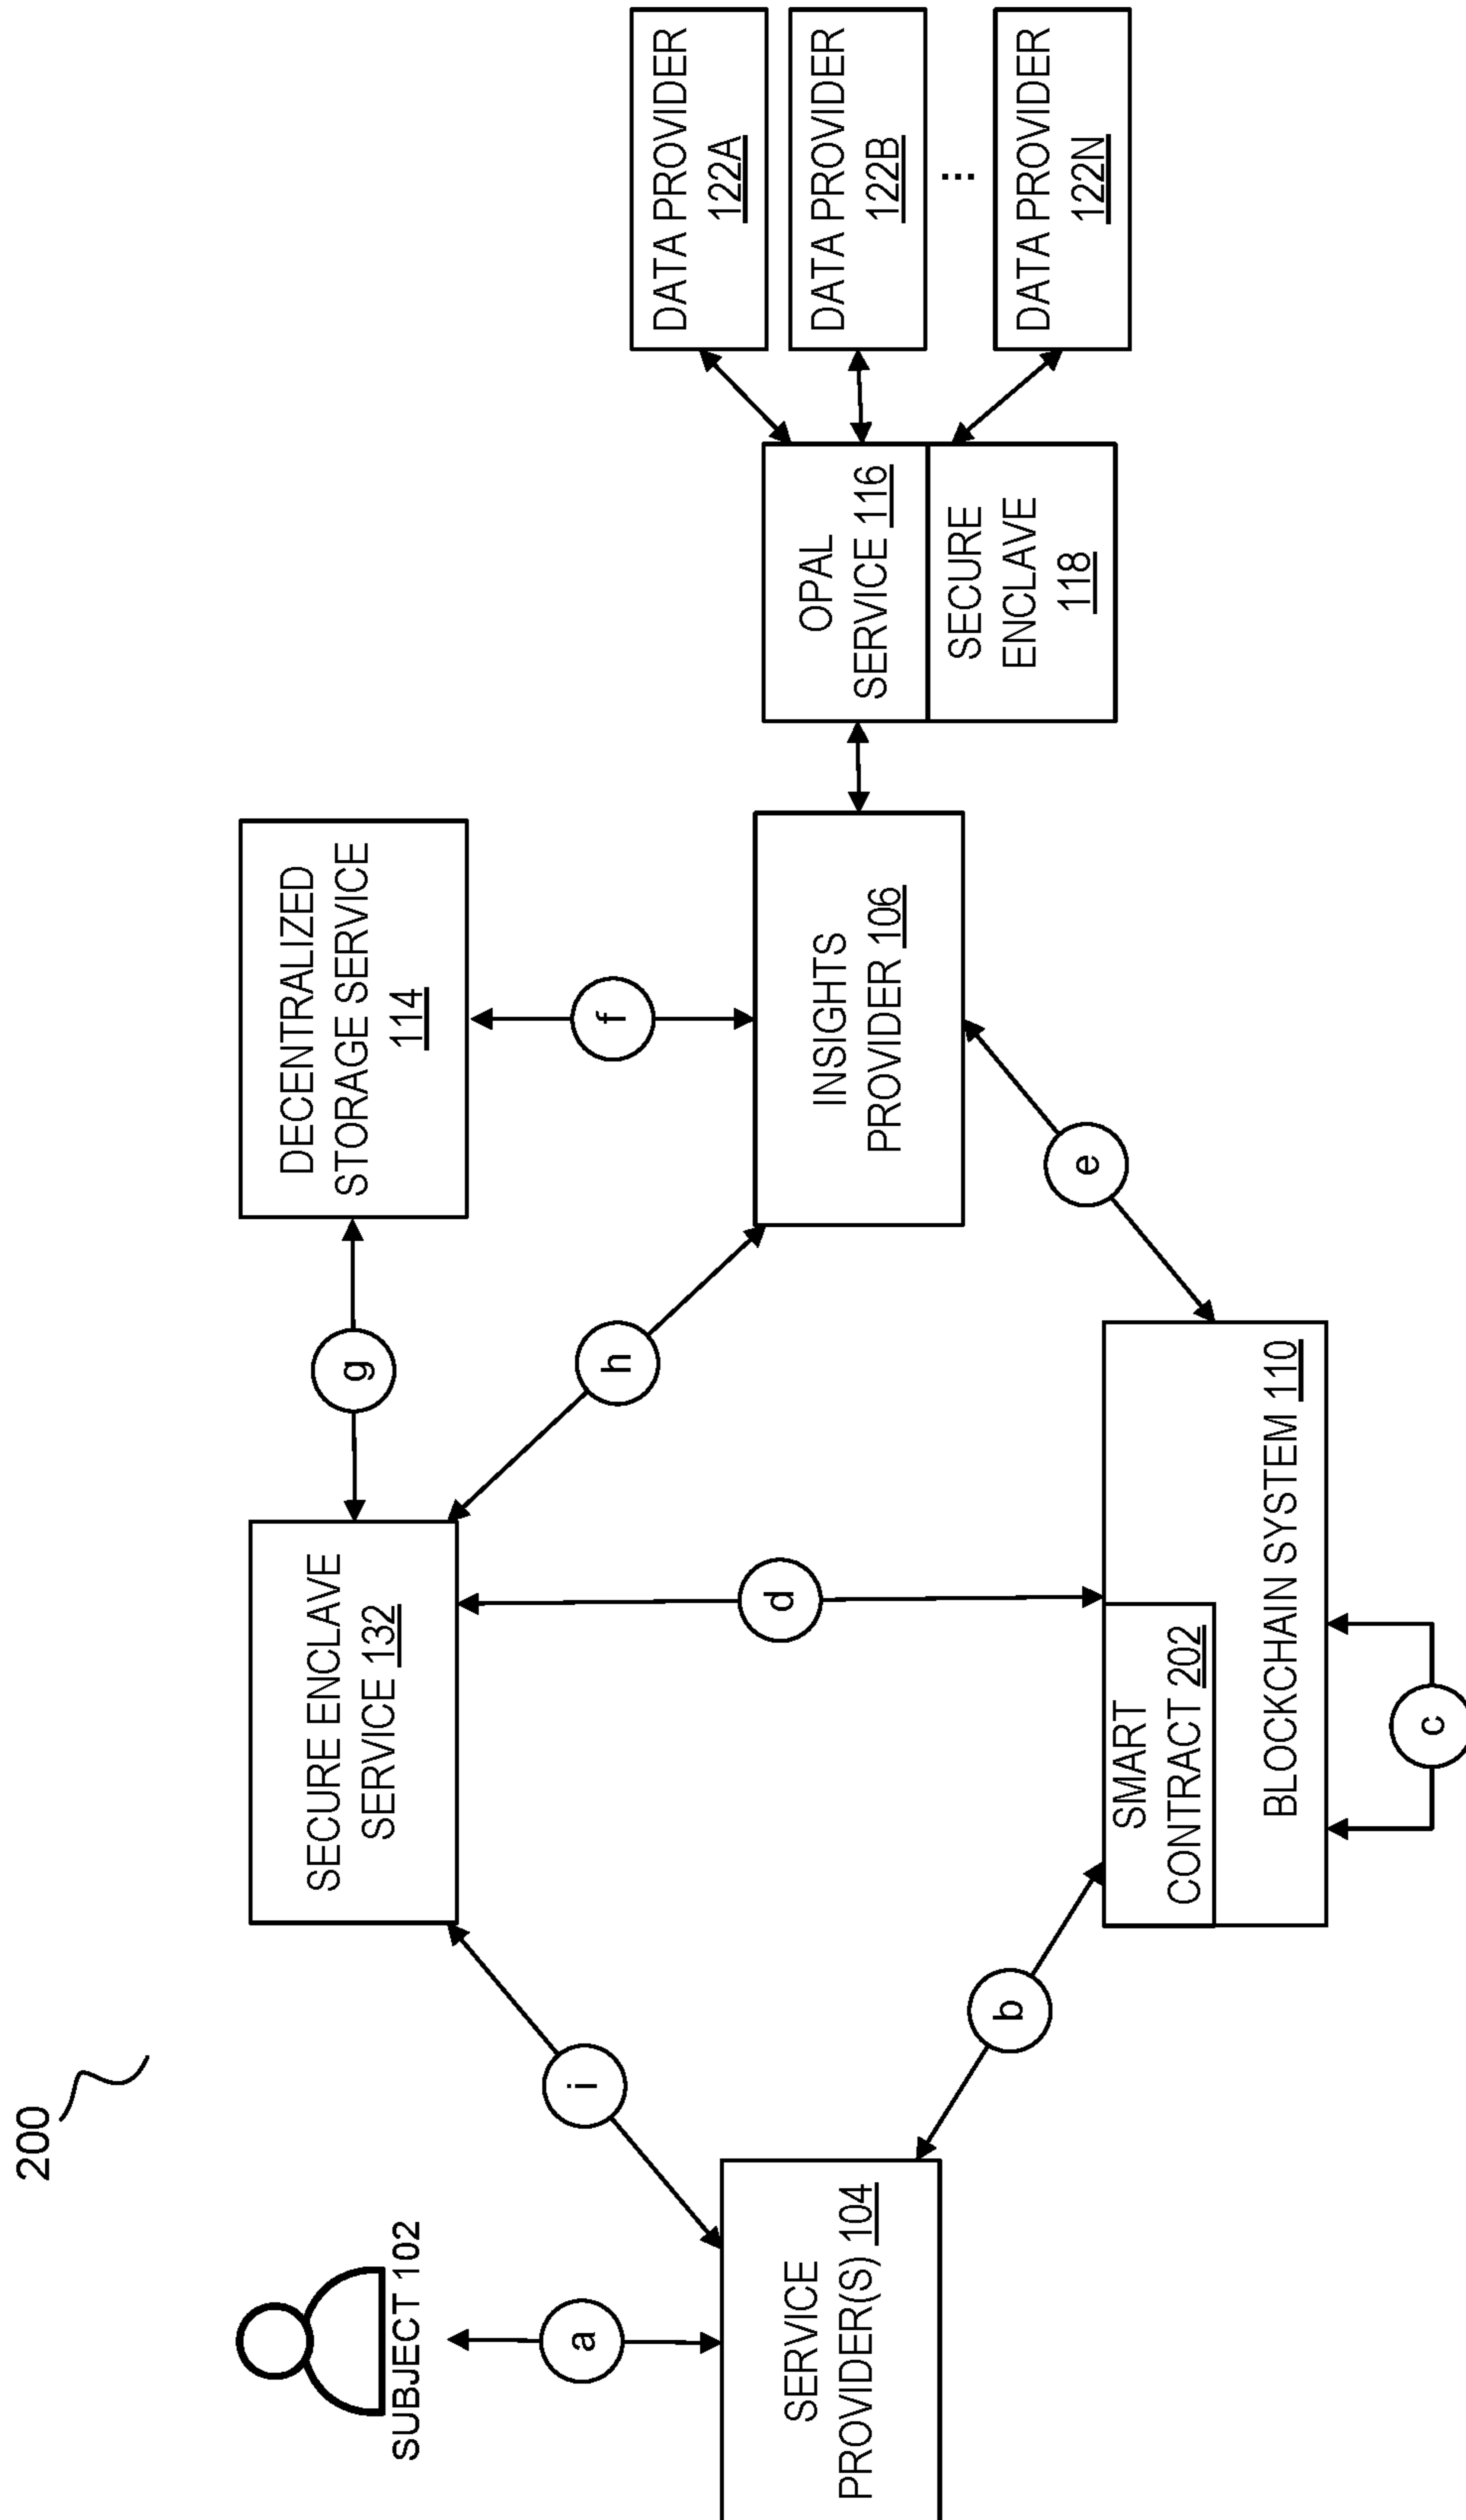 200
SUBJECT 102
a
SERVICE
PROVIDER(S) 104
i
b
SECURE ENCLAVE
SERVICE 132
d
SMART
CONTRACT 202
BLOCKCHAIN SYSTEM 110
c
g
h
e
DECENTRALIZED
STORAGE SERVICE
114
f
INSIGHTS
PROVIDER 106
OPAL
SERVICE 116
SECURE
ENCLAVE
118
DATA PROVIDER
122A
DATA PROVIDER
122B
...
DATA PROVIDER
122N